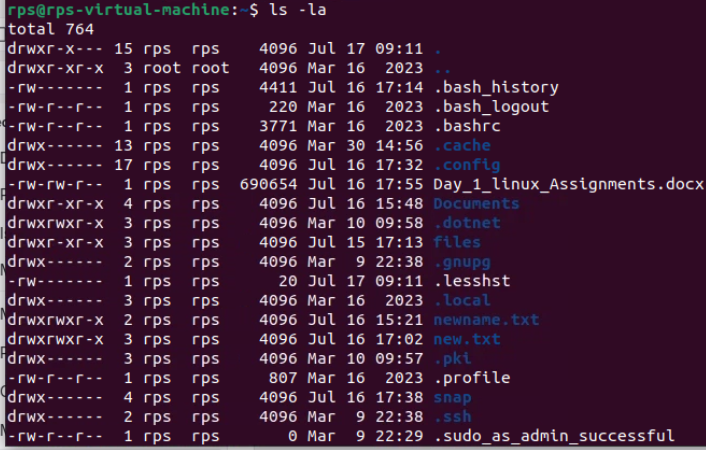 rps@rps-virtual-machine:~$ ls -la
total 764
drwxr-x--- 15 rps  rps    4096 Jul 17 09:11 .
drwxr-xr-x  3 root root   4096 Mar 16  2023 ..
-rw-------  1 rps  rps    4411 Jul 16 17:14 .bash_history
-rw-r--r--  1 rps  rps     220 Mar 16  2023 .bash_logout
-rw-r--r--  1 rps  rps    3771 Mar 16  2023 .bashrc
drwx------ 13 rps  rps    4096 Mar 30 14:56 .cache
drwx------ 17 rps  rps    4096 Jul 16 17:32 .config
-rw-rw-r--  1 rps  rps  690654 Jul 16 17:55 Day_1_linux_Assignments.docx
drwxr-xr-x  4 rps  rps    4096 Jul 16 15:48 Documents
drwxrwxr-x  3 rps  rps    4096 Mar 10 09:58 .dotnet
drwxr-xr-x  3 rps  rps    4096 Jul 15 17:13 files
drwx------  2 rps  rps    4096 Mar  9 22:38 .gnupg
-rw-------  1 rps  rps      20 Jul 17 09:11 .lesshst
drwx------  3 rps  rps    4096 Mar 16  2023 .local
drwxrwxr-x  2 rps  rps    4096 Jul 16 15:21 newname.txt
drwxrwxr-x  3 rps  rps    4096 Jul 16 17:02 new.txt
drwx------  3 rps  rps    4096 Mar 10 09:57 .pki
-rw-r--r--  1 rps  rps     807 Mar 16  2023 .profile
drwx------  4 rps  rps    4096 Jul 16 17:38 snap
drwx------  2 rps  rps    4096 Mar  9 22:38 .ssh
-rw-r--r--  1 rps  rps       0 Mar  9 22:29 .sudo_as_admin_successful